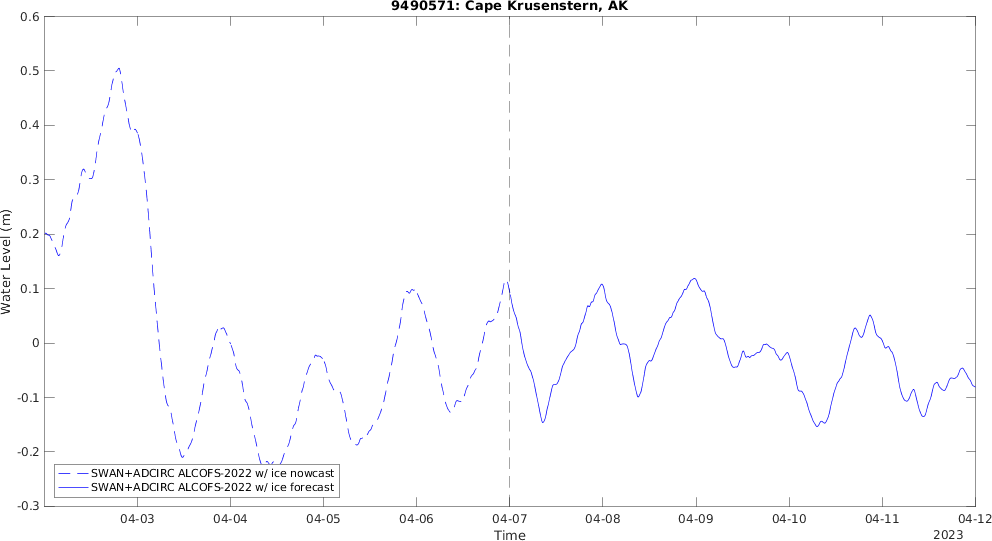 9490571: Cape Krusenstern, AK
0.6
0.5
0.4
0.3
0.2
0.1
0
-0.1
-0.2
-0.3
Water Level (m)
SWAN+ADCIRC ALCOFS-2022 w/ ice nowcast
SWAN+ADCIRC ALCOFS-2022 w/ ice forecast
04-03 04-04 04-05 04-06 04-07 04-08 04-09 04-10 04-11 04-12
Time
2023